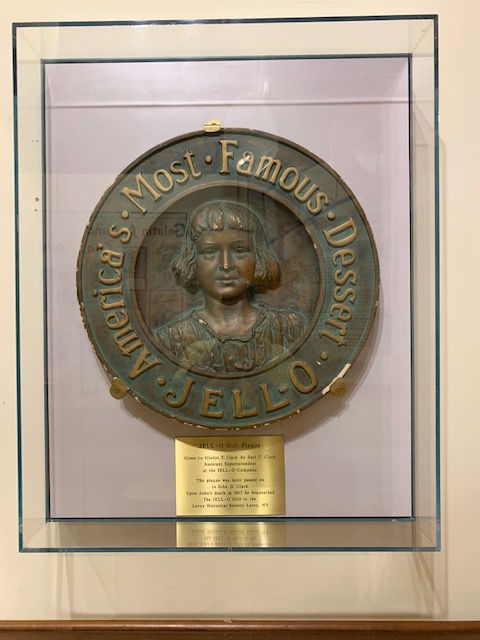 America's · Most · Famous · Dessert ·
JELL-O
JELL-O Girl Plaque
Given to Gladys T. Clark by Earl C. Clark
Assistant Superintendent
at the JELL-O Company.
The plaque was later passed on
to John D. Clark.
Upon John's death in 2017 he bequeathed
The JELL-O Girl to the
Leroy Historical Society Leroy, NY
Gelatin